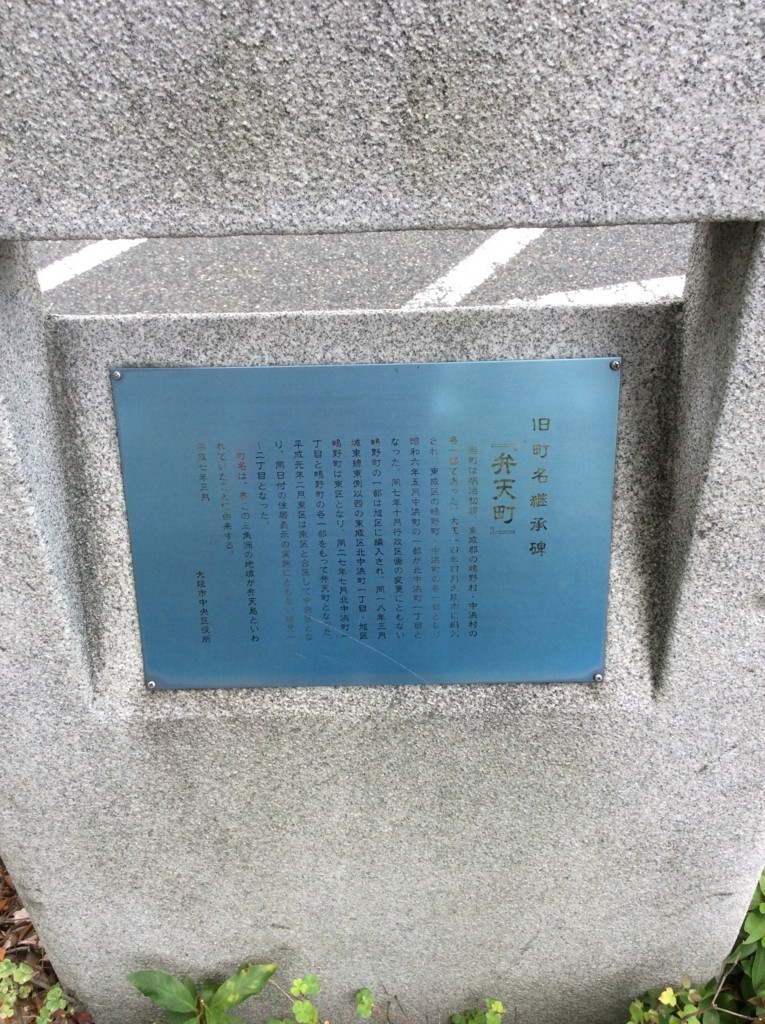 旧町名継承碑
『弁天町』
当町は明治初期、東成郡の鴫野村・中浜村の
各一部であった。大正一四年四月大阪市に編入
され、東成区の鴫野町、中浜町の各一部となり
昭和六年五月中浜町の一部が北中浜町一丁目と
なった。同七年十月行政区画の変更にともない
鴫野町の一部は旭区に編入され、同一八年三月
城東線東側以西の東成区北中浜町一丁目・旭区
鴫野町は東区となり、同二七年七月北中浜町一
丁目と鴫野町の各一部をもって弁天町となった。
平成元年二月東区は南区と合区して中央区とな
り、同日付の住居表示の実施にともない城見一
〜二丁目となった。
町名は、昔この三角洲の地域が弁天島といわ
れていたことに由来する。
平成七年三月
大阪市中央区役所